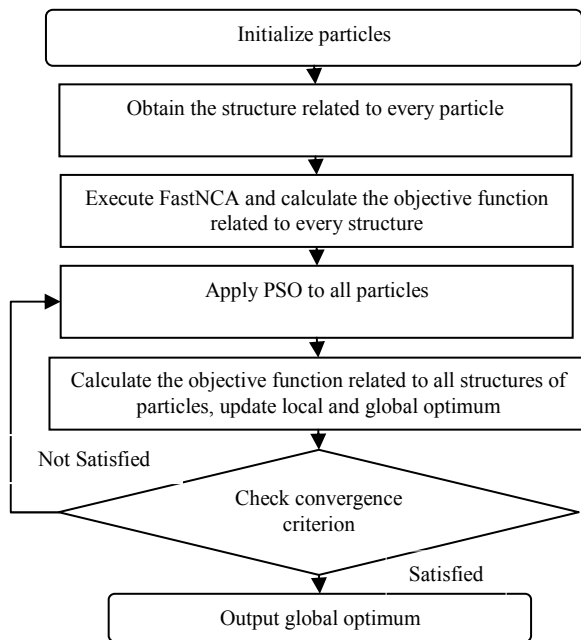 Initialize particles
Obtain the structure related to every particle
Execute FastNCA and calculate the objective function
related to every structure
Apply PSO to all particles
Calculate the objective function related to all structures of
particles, update local and global optimum
Not Satisfied
Check convergence
criterion
Satisfied
Output global optimum